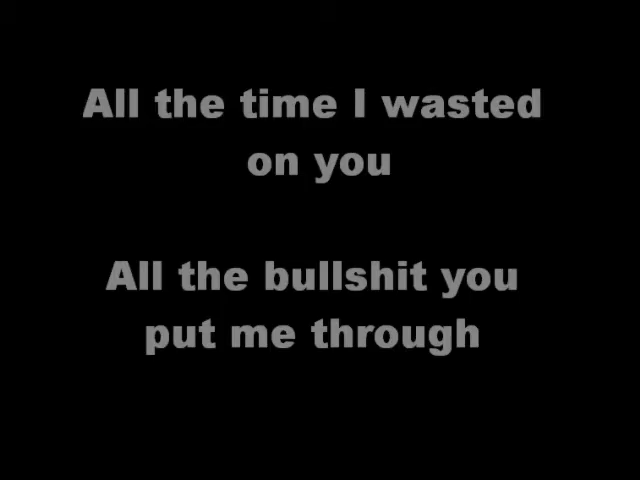 All the time I wasted
on you
All the bullshit you
put me through